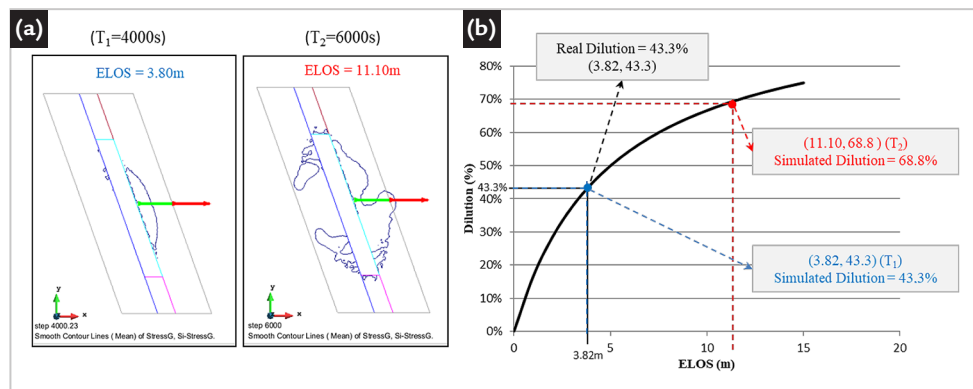 (a)
(T₁=4000s)
(T₂=6000s)
ELOS = 3.80m
y
x
step 4000.23
Smooth Contour Lines ( Mean) of StressG, Si-StressG.
ELOS = 11.10m
y
x
step 6000
Smooth Contour Lines ( Mean) of StressG, Si-StressG.
(b)
Real Dilution = 43.3%
(3.82, 43.3)
80%
70%
60%
50%
43.3%
40%
30%
20%
10%
0%
Dilution (%)
(11.10, 68.8 ) (T₂)
Simulated Dilution = 68.8%
(3.82, 43.3) (T₁)
Simulated Dilution = 43.3%
0
3.82m
5
10
15
20
ELOS (m)